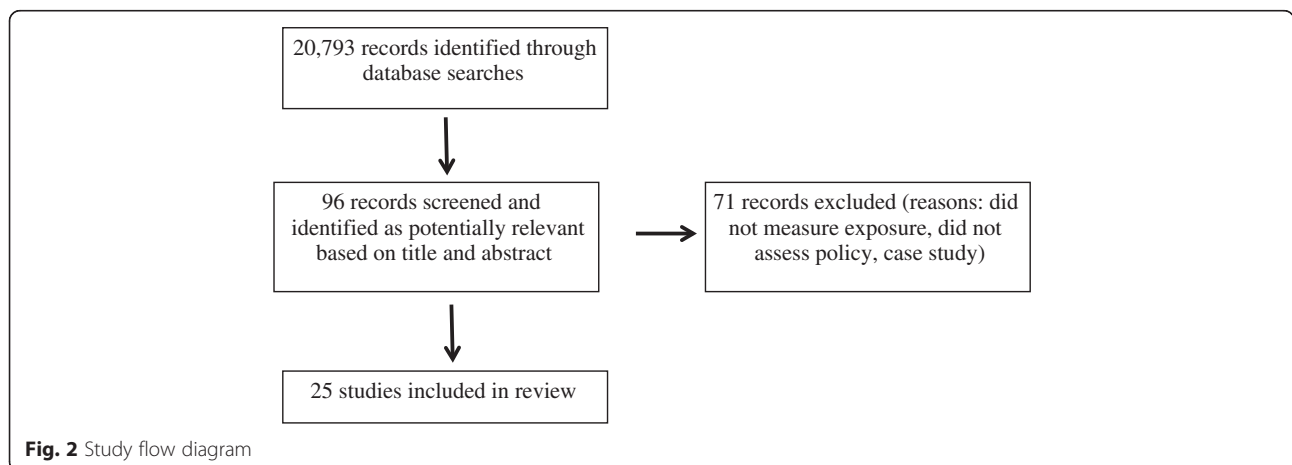 20,793 records identified through
database searches
96 records screened and
identified as potentially relevant
based on title and abstract
71 records excluded (reasons: did
not measure exposure, did not
assess policy, case study)
25 studies included in review
Fig. 2 Study flow diagram